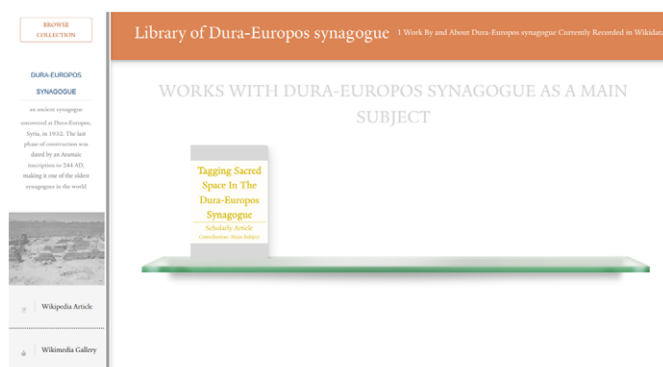 BROWSE
COLLECTION
DURA-EUROPOS
SYNAGOGUE
an ancient synagogue
uncovered at Dura-Europos,
Syria, in 1932. The last
phase of construction was
dated by an Aramaic
inscription to 244 AD,
making it one of the oldest
synagogues in the world
Wikipedia Article
Wikimedia Gallery
Library of Dura-Europos synagogue
1 Work By and About Dura-Europos synagogue Currently Recorded in Wikidata
WORKS WITH DURA-EUROPOS SYNAGOGUE AS A MAIN
SUBJECT
Tagging Sacred
Space In The
Dura-Europos
Synagogue
Scholarly Article
Contribution: Main Subject